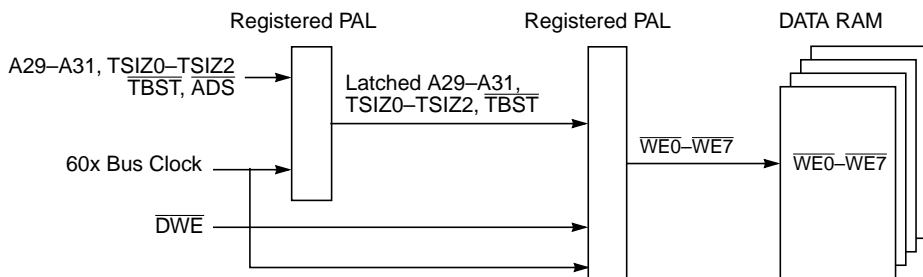 Registered PAL
Registered PAL
DATA RAM
A29–A31, TSIZ0–TSIZ2
TBST, ADS
Latched A29–A31,
TSIZ0–TSIZ2, TBST
WE0–WE7
WE0–WE7
60x Bus Clock
DWE